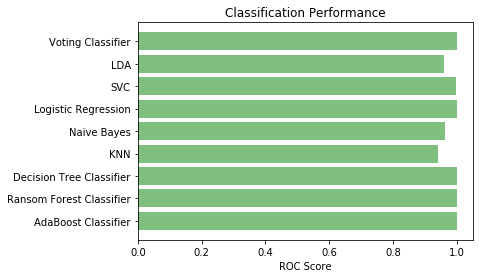 Classification Performance
Voting Classifier
LDA
SVC
Logistic Regression
Naive Bayes
KNN
Decision Tree Classifier
Ransom Forest Classifier
AdaBoost Classifier
0.0 0.2 0.4 0.6 0.8 1.0
ROC Score